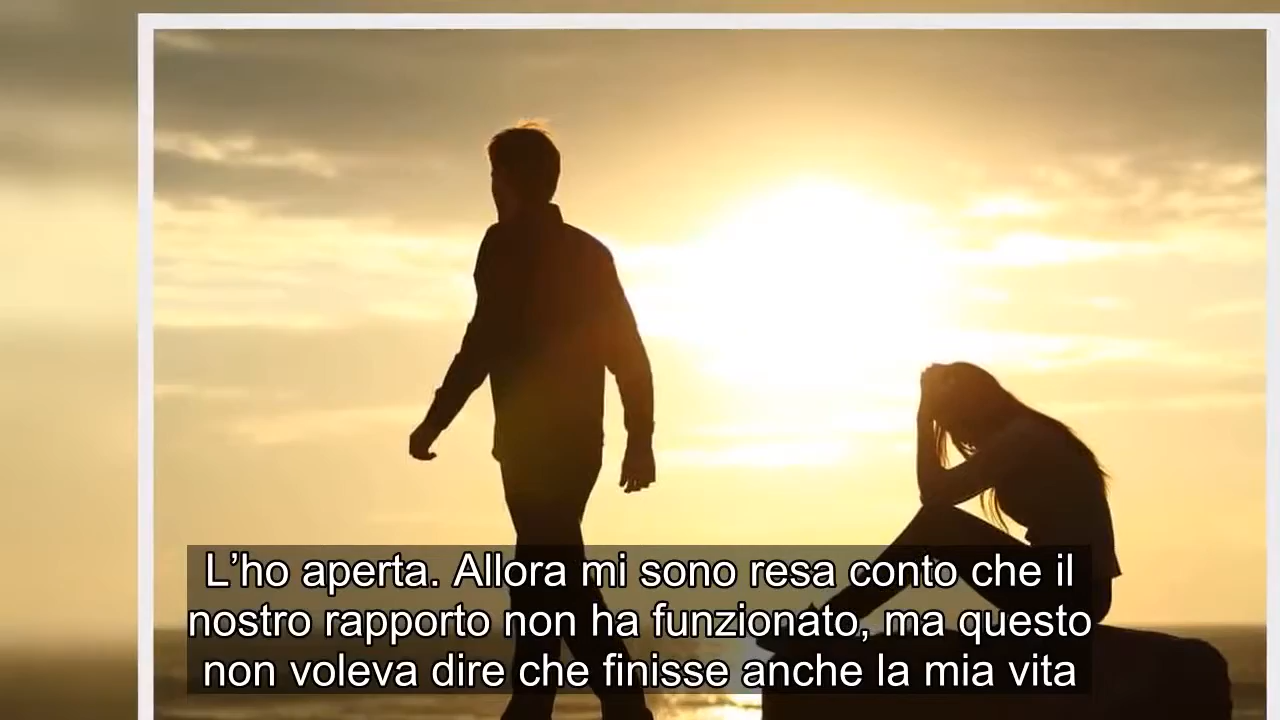 L’ho aperta. Allora mi sono resa conto che il
nostro rapporto non ha funzionato, ma questo
non voleva dire che finisse anche la mia vita